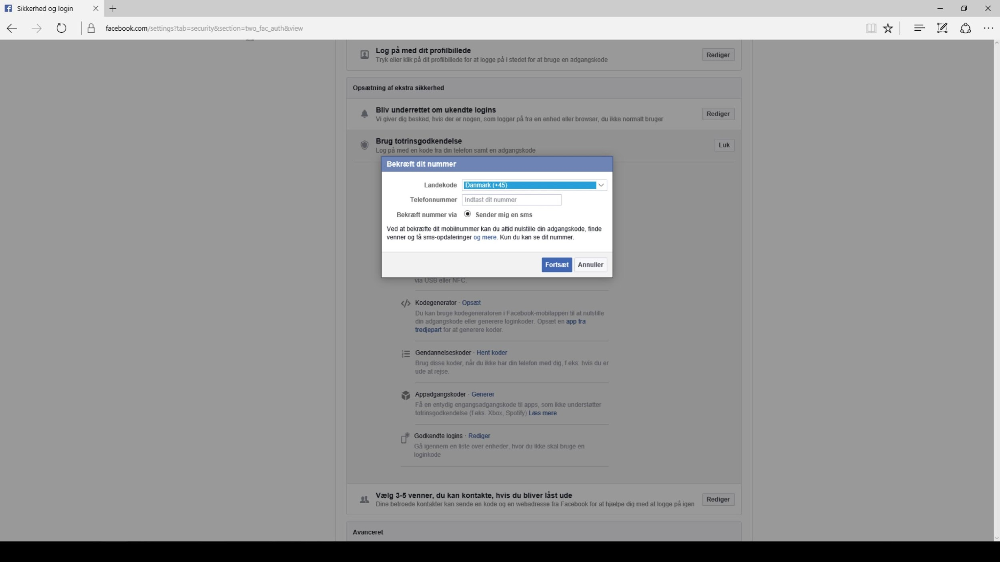 Sikkerhed og login
facebook.com/settings?tab=security&section=two_fac_auth&view
Log på med dit profilbillede
Tryk eller klik på dit profilbillede for at logge på i stedet for at bruge en adgangskode
Rediger
Opsætning af ekstra sikkerhed
Bliv underrettet om ukendte logins
Vi giver dig besked, hvis der er nogen, som logger på fra en enhed eller browser, du ikke normalt bruger
Rediger
Brug totrinsgodkendelse
Log på med en kode fra din telefon samt en adgangskode
Luk
Bekræft dit nummer
Landekode Danmark (+45)
Telefonnummer Indtast dit nummer
Bekræft nummer via Sender mig en sms
Ved at bekræfte dit mobilnummer kan du altid nulstille din adgangskode, finde
venner og få sms-opdateringer og mere. Kun du kan se dit nummer.
Fortsæt Annuller
via USB eller NFC.
Kodegenerator · Opsæt
Du kan bruge kodegeneratoren i Facebook-mobilappen til at nulstille
din adgangskode eller generere loginkoder. Opsæt en app fra
tredjepart for at generere koder.
Gendannelseskoder · Hent koder
Brug disse koder, når du ikke har din telefon med dig, f.eks. hvis du er
ude at rejse.
Appadgangskoder · Generer
Få en entydig engangsadgangskode til apps, som ikke understøtter
totrinsgodkendelse (f.eks. Xbox, Spotify) Læs mere
Godkendte logins · Rediger
Gå igennem en liste over enheder, hvor du ikke skal bruge en
loginkode
Vælg 3-5 venner, du kan kontakte, hvis du bliver låst ude
Dine betroede kontakter kan sende en kode og en webadresse fra Facebook for at hjælpe dig med at logge på igen
Rediger
Avanceret